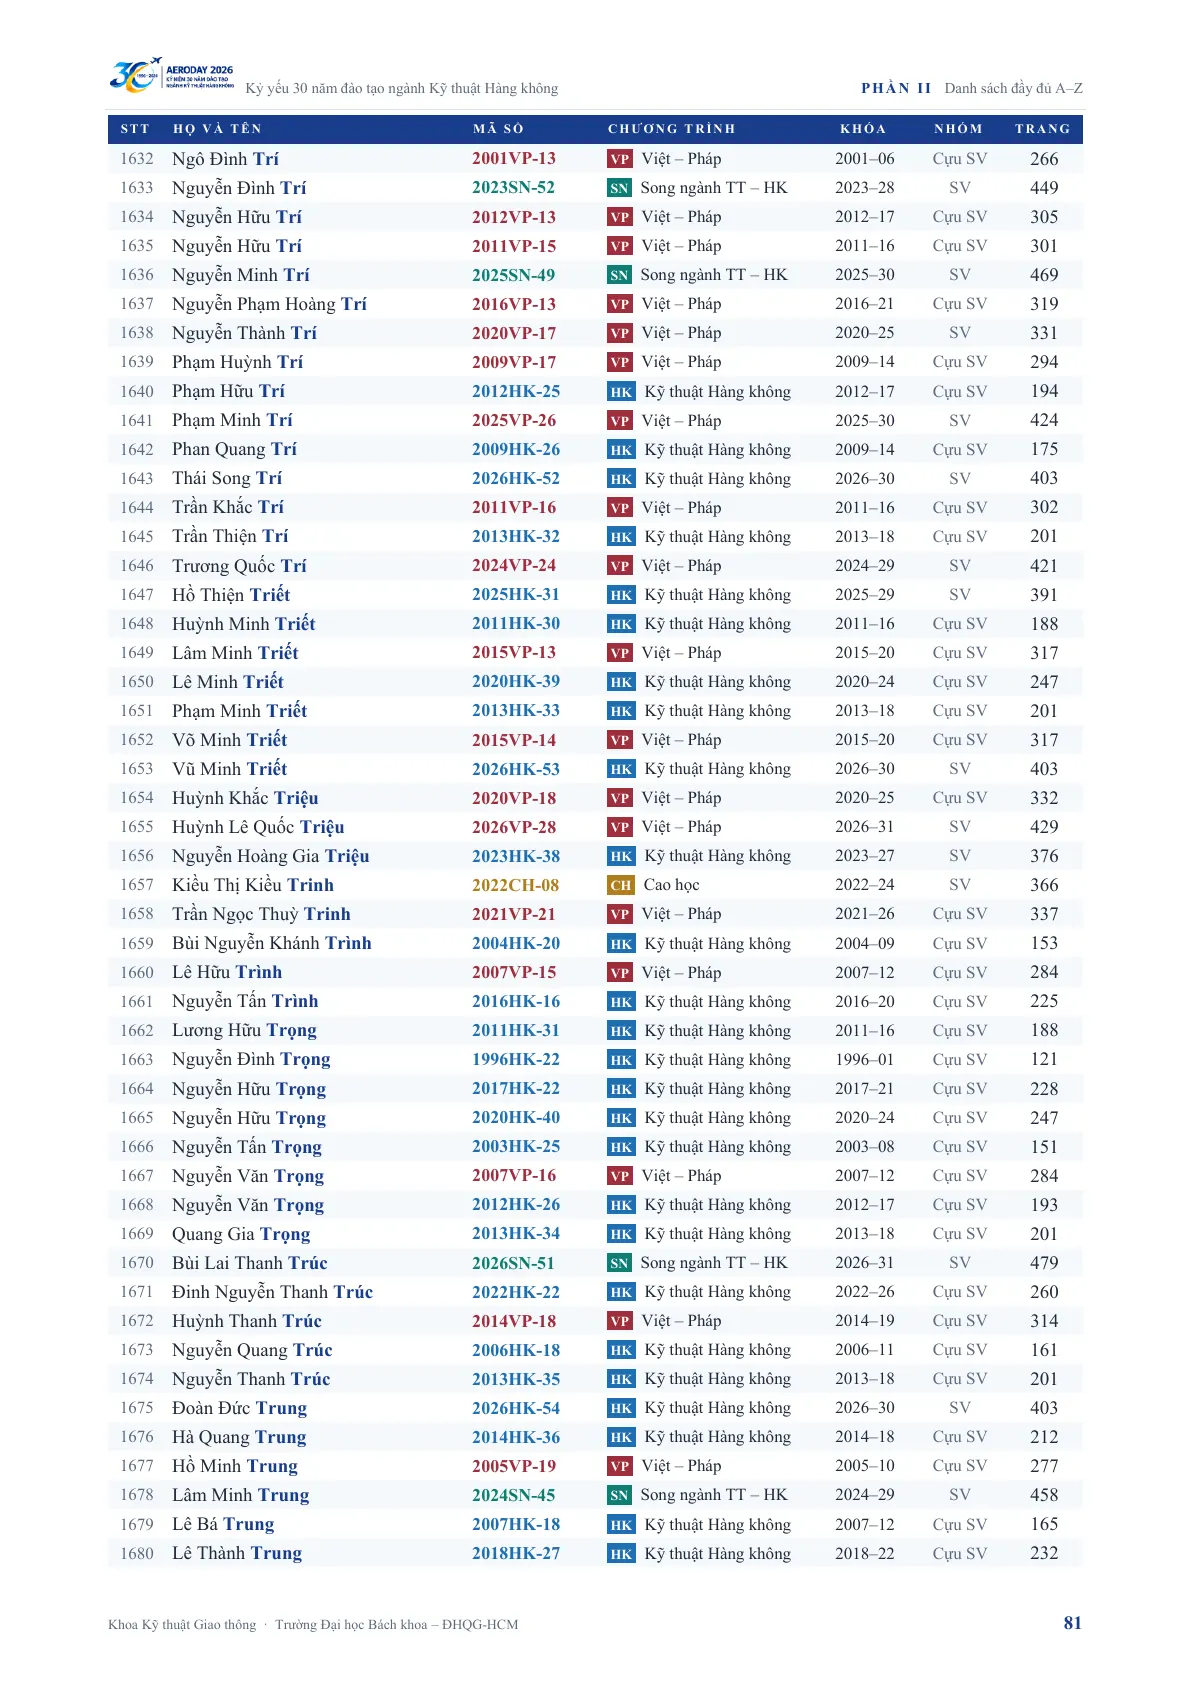 30
1996 - 2026
AERODAY 2026
KỶ NIỆM 30 NĂM ĐÀO TẠO
NGÀNH KỸ THUẬT HÀNG KHÔNG
Kỷ yếu 30 năm đào tạo ngành Kỹ thuật Hàng không
PHẦN II Danh sách đầy đủ A–Z
STT HỌ VÀ TÊN MÃ SỐ CHƯƠNG TRÌNH KHÓA NHÓM TRANG
1632 Ngô Đình Trí 2001VP-13 VP Việt – Pháp 2001–06 Cựu SV 266
1633 Nguyễn Đình Trí 2023SN-52 SN Song ngành TT – HK 2023–28 SV 449
1634 Nguyễn Hữu Trí 2012VP-13 VP Việt – Pháp 2012–17 Cựu SV 305
1635 Nguyễn Hữu Trí 2011VP-15 VP Việt – Pháp 2011–16 Cựu SV 301
1636 Nguyễn Minh Trí 2025SN-49 SN Song ngành TT – HK 2025–30 SV 469
1637 Nguyễn Phạm Hoàng Trí 2016VP-13 VP Việt – Pháp 2016–21 Cựu SV 319
1638 Nguyễn Thành Trí 2020VP-17 VP Việt – Pháp 2020–25 SV 331
1639 Phạm Huỳnh Trí 2009VP-17 VP Việt – Pháp 2009–14 Cựu SV 294
1640 Phạm Hữu Trí 2012HK-25 HK Kỹ thuật Hàng không 2012–17 Cựu SV 194
1641 Phạm Minh Trí 2025VP-26 VP Việt – Pháp 2025–30 SV 424
1642 Phan Quang Trí 2009HK-26 HK Kỹ thuật Hàng không 2009–14 Cựu SV 175
1643 Thái Song Trí 2026HK-52 HK Kỹ thuật Hàng không 2026–30 SV 403
1644 Trần Khắc Trí 2011VP-16 VP Việt – Pháp 2011–16 Cựu SV 302
1645 Trần Thiện Trí 2013HK-32 HK Kỹ thuật Hàng không 2013–18 Cựu SV 201
1646 Trương Quốc Trí 2024VP-24 VP Việt – Pháp 2024–29 SV 421
1647 Hồ Thiện Triết 2025HK-31 HK Kỹ thuật Hàng không 2025–29 SV 391
1648 Huỳnh Minh Triết 2011HK-30 HK Kỹ thuật Hàng không 2011–16 Cựu SV 188
1649 Lâm Minh Triết 2015VP-13 VP Việt – Pháp 2015–20 Cựu SV 317
1650 Lê Minh Triết 2020HK-39 HK Kỹ thuật Hàng không 2020–24 Cựu SV 247
1651 Phạm Minh Triết 2013HK-33 HK Kỹ thuật Hàng không 2013–18 Cựu SV 201
1652 Võ Minh Triết 2015VP-14 VP Việt – Pháp 2015–20 Cựu SV 317
1653 Vũ Minh Triết 2026HK-53 HK Kỹ thuật Hàng không 2026–30 SV 403
1654 Huỳnh Khắc Triệu 2020VP-18 VP Việt – Pháp 2020–25 Cựu SV 332
1655 Huỳnh Lê Quốc Triệu 2026VP-28 VP Việt – Pháp 2026–31 SV 429
1656 Nguyễn Hoàng Gia Triệu 2023HK-38 HK Kỹ thuật Hàng không 2023–27 SV 376
1657 Kiều Thị Kiều Trinh 2022CH-08 CH Cao học 2022–24 SV 366
1658 Trần Ngọc Thuỳ Trinh 2021VP-21 VP Việt – Pháp 2021–26 Cựu SV 337
1659 Bùi Nguyễn Khánh Trình 2004HK-20 HK Kỹ thuật Hàng không 2004–09 Cựu SV 153
1660 Lê Hữu Trình 2007VP-15 VP Việt – Pháp 2007–12 Cựu SV 284
1661 Nguyễn Tấn Trình 2016HK-16 HK Kỹ thuật Hàng không 2016–20 Cựu SV 225
1662 Lương Hữu Trọng 2011HK-31 HK Kỹ thuật Hàng không 2011–16 Cựu SV 188
1663 Nguyễn Đình Trọng 1996HK-22 HK Kỹ thuật Hàng không 1996–01 Cựu SV 121
1664 Nguyễn Hữu Trọng 2017HK-22 HK Kỹ thuật Hàng không 2017–21 Cựu SV 228
1665 Nguyễn Hữu Trọng 2020HK-40 HK Kỹ thuật Hàng không 2020–24 Cựu SV 247
1666 Nguyễn Tấn Trọng 2003HK-25 HK Kỹ thuật Hàng không 2003–08 Cựu SV 151
1667 Nguyễn Văn Trọng 2007VP-16 VP Việt – Pháp 2007–12 Cựu SV 284
1668 Nguyễn Văn Trọng 2012HK-26 HK Kỹ thuật Hàng không 2012–17 Cựu SV 193
1669 Quang Gia Trọng 2013HK-34 HK Kỹ thuật Hàng không 2013–18 Cựu SV 201
1670 Bùi Lai Thanh Trúc 2026SN-51 SN Song ngành TT – HK 2026–31 SV 479
1671 Đinh Nguyễn Thanh Trúc 2022HK-22 HK Kỹ thuật Hàng không 2022–26 Cựu SV 260
1672 Huỳnh Thanh Trúc 2014VP-18 VP Việt – Pháp 2014–19 Cựu SV 314
1673 Nguyễn Quang Trúc 2006HK-18 HK Kỹ thuật Hàng không 2006–11 Cựu SV 161
1674 Nguyễn Thanh Trúc 2013HK-35 HK Kỹ thuật Hàng không 2013–18 Cựu SV 201
1675 Đoàn Đức Trung 2026HK-54 HK Kỹ thuật Hàng không 2026–30 SV 403
1676 Hà Quang Trung 2014HK-36 HK Kỹ thuật Hàng không 2014–18 Cựu SV 212
1677 Hồ Minh Trung 2005VP-19 VP Việt – Pháp 2005–10 Cựu SV 277
1678 Lâm Minh Trung 2024SN-45 SN Song ngành TT – HK 2024–29 SV 458
1679 Lê Bá Trung 2007HK-18 HK Kỹ thuật Hàng không 2007–12 Cựu SV 165
1680 Lê Thành Trung 2018HK-27 HK Kỹ thuật Hàng không 2018–22 Cựu SV 232
Khoa Kỹ thuật Giao thông · Trường Đại học Bách khoa – ĐHQG-HCM
81